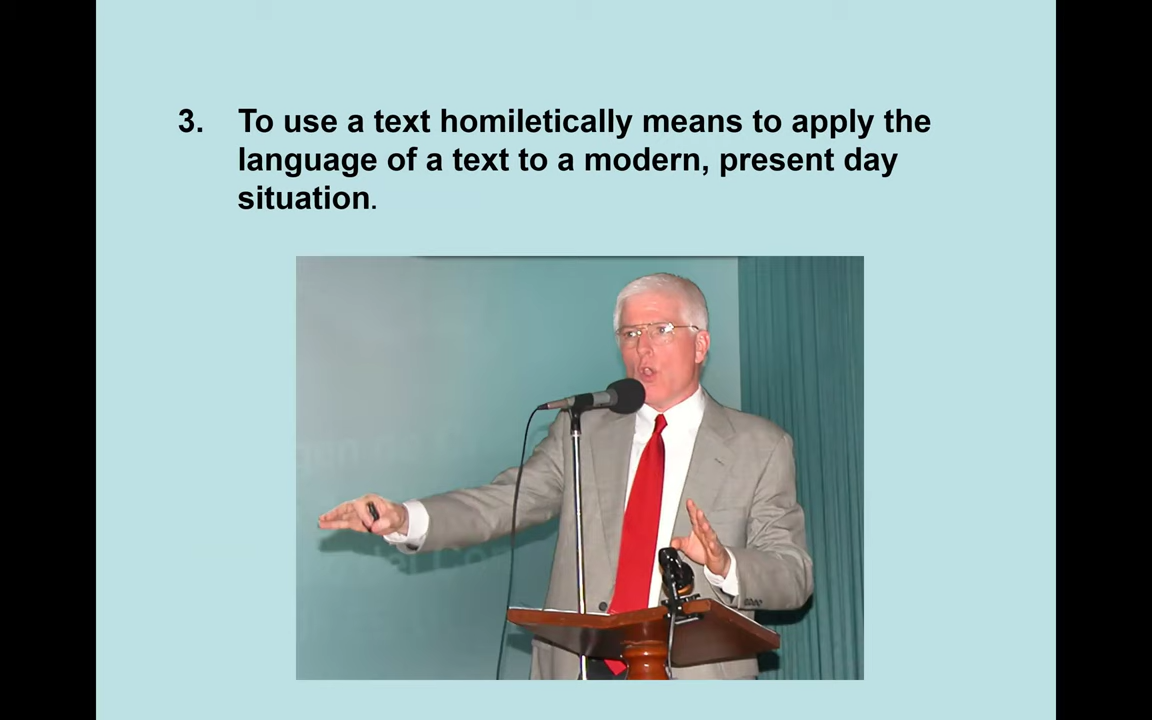 3. To use a text homiletically means to apply the
language of a text to a modern, present day
situation.